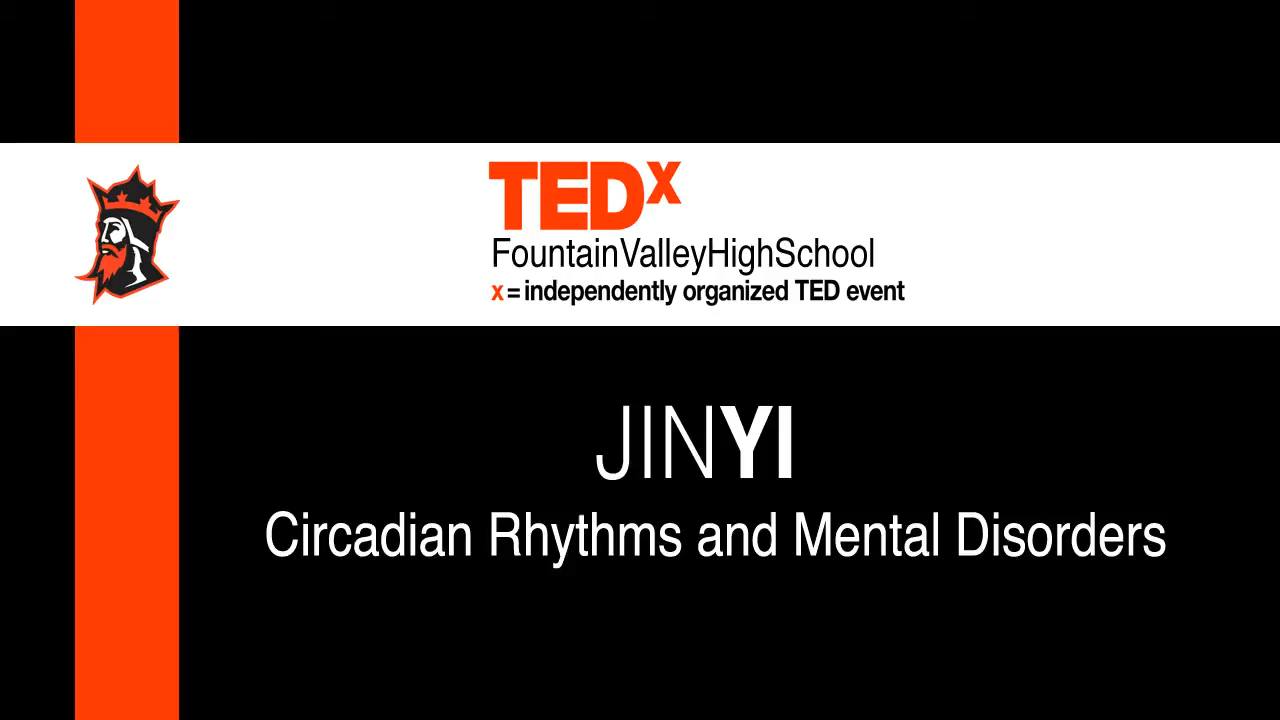 TEDx
FountainValleyHighSchool
x = independently organized TED event
JINYI
Circadian Rhythms and Mental Disorders